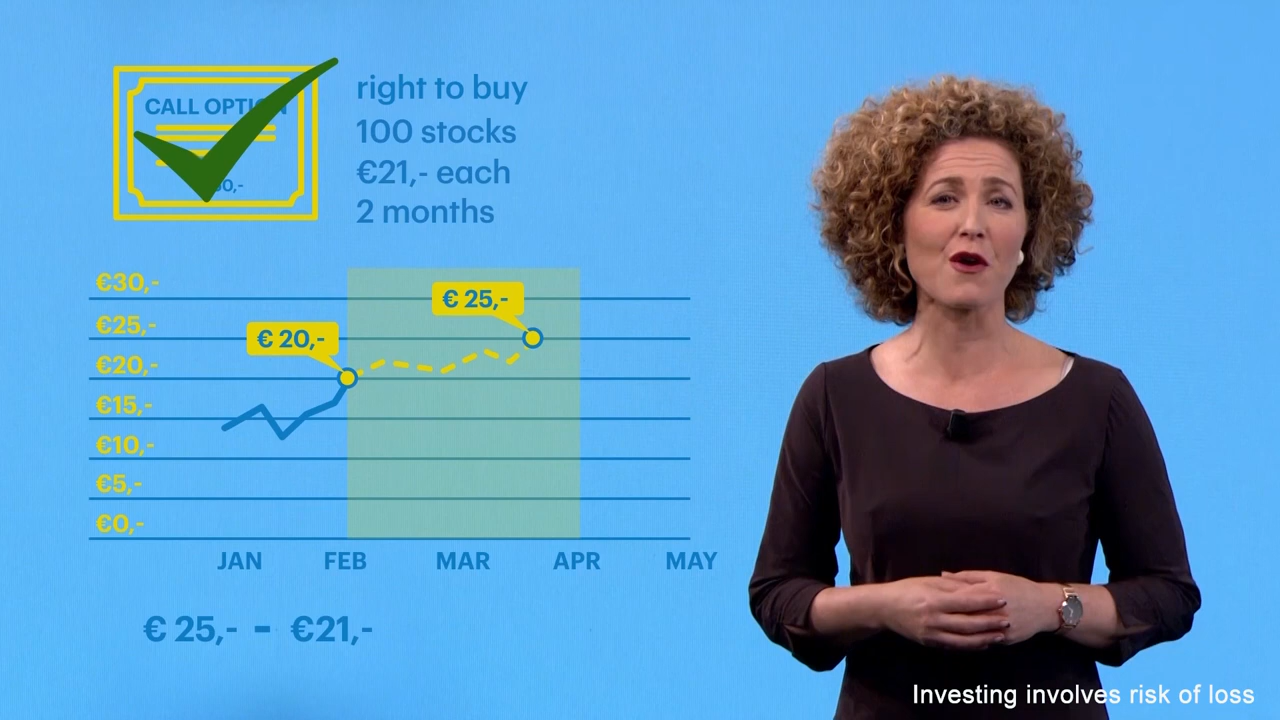 CALL OPTION
right to buy
100 stocks
€21,- each
2 months
€30,-
€ 25,-
€25,-
€ 20,-
€20,-
€15,-
€10,-
€5,-
€0,-
JAN FEB MAR APR MAY
€ 25,- - €21,-
Investing involves risk of loss